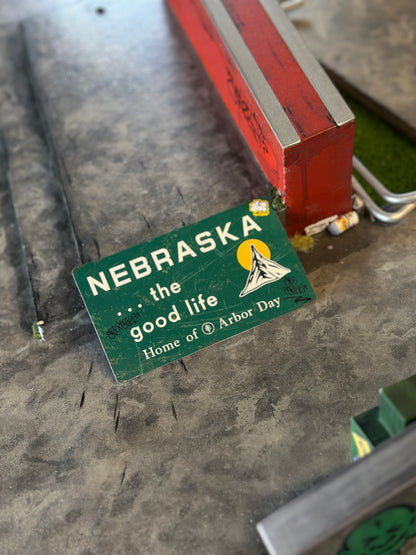 NEBRASKA
... the
good life
Home of Arbor Day